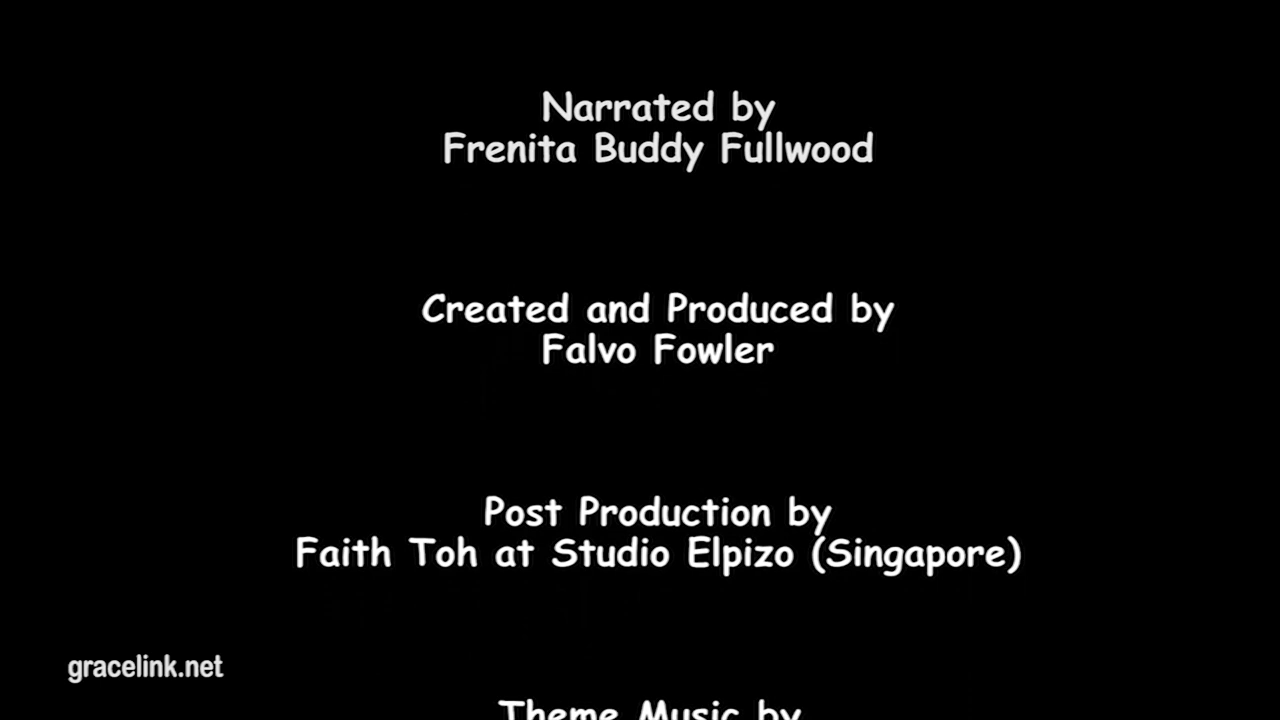 Narrated by
Frenita Buddy Fullwood
Created and Produced by
Falvo Fowler
Post Production by
Faith Toh at Studio Elpizo (Singapore)
gracelink.net
Theme Music by